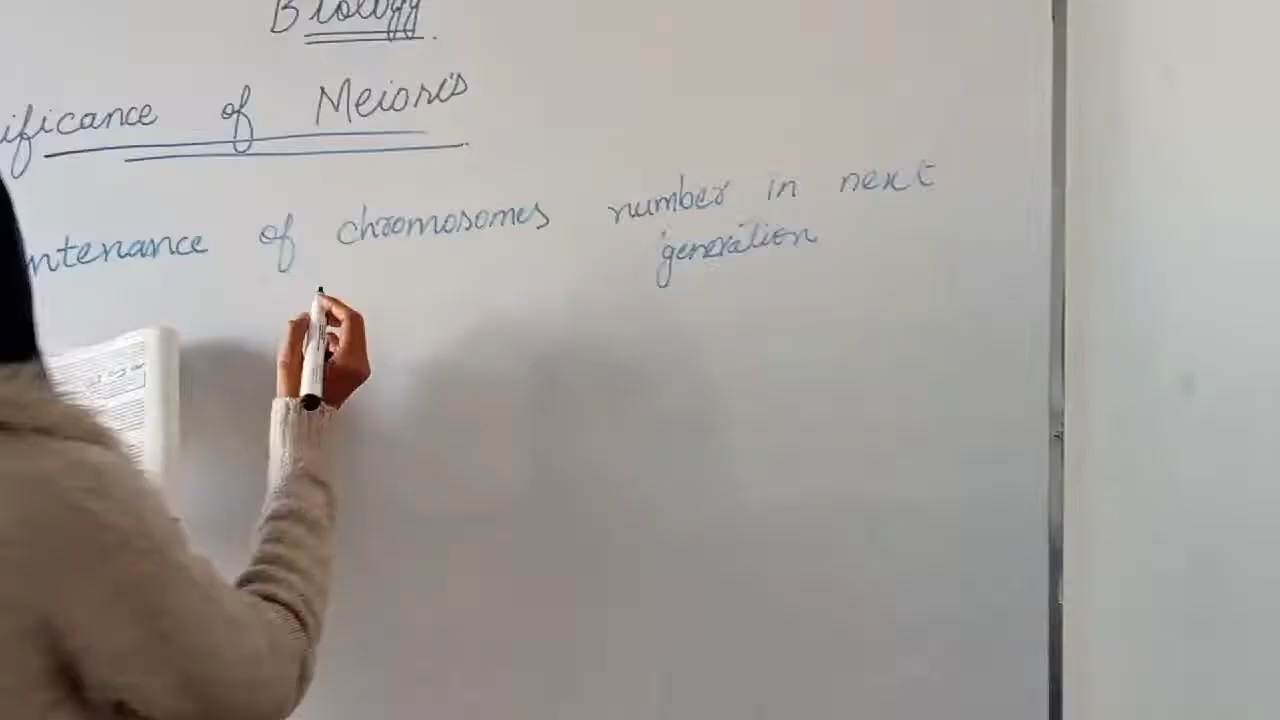 Biology.
ificance of Meiosis
ntenance of chromosomes number in next
generation